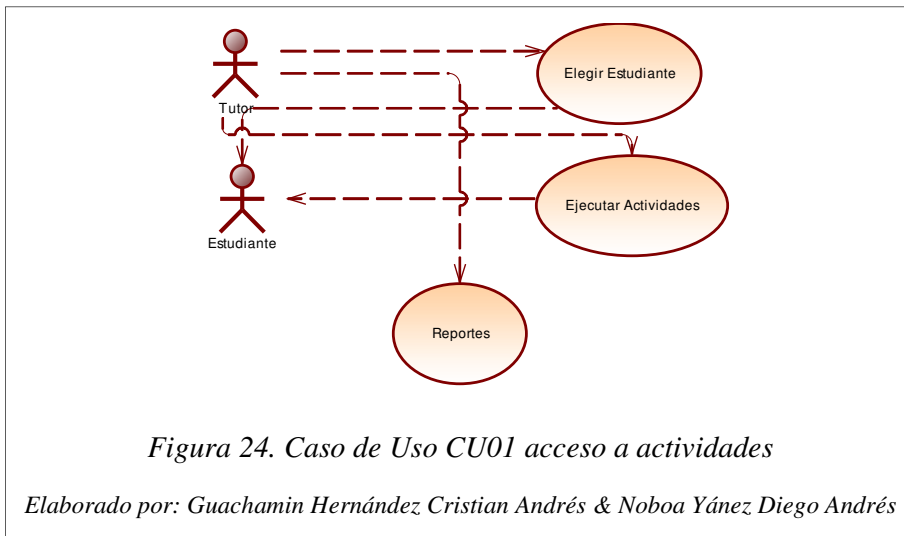 Elegir Estudiante
Tutor
Ejecutar Actividades
Estudiante
Reportes
Figura 24. Caso de Uso CU01 acceso a actividades
Elaborado por: Guachamin Hernández Cristian Andrés & Noboa Yánez Diego Andrés